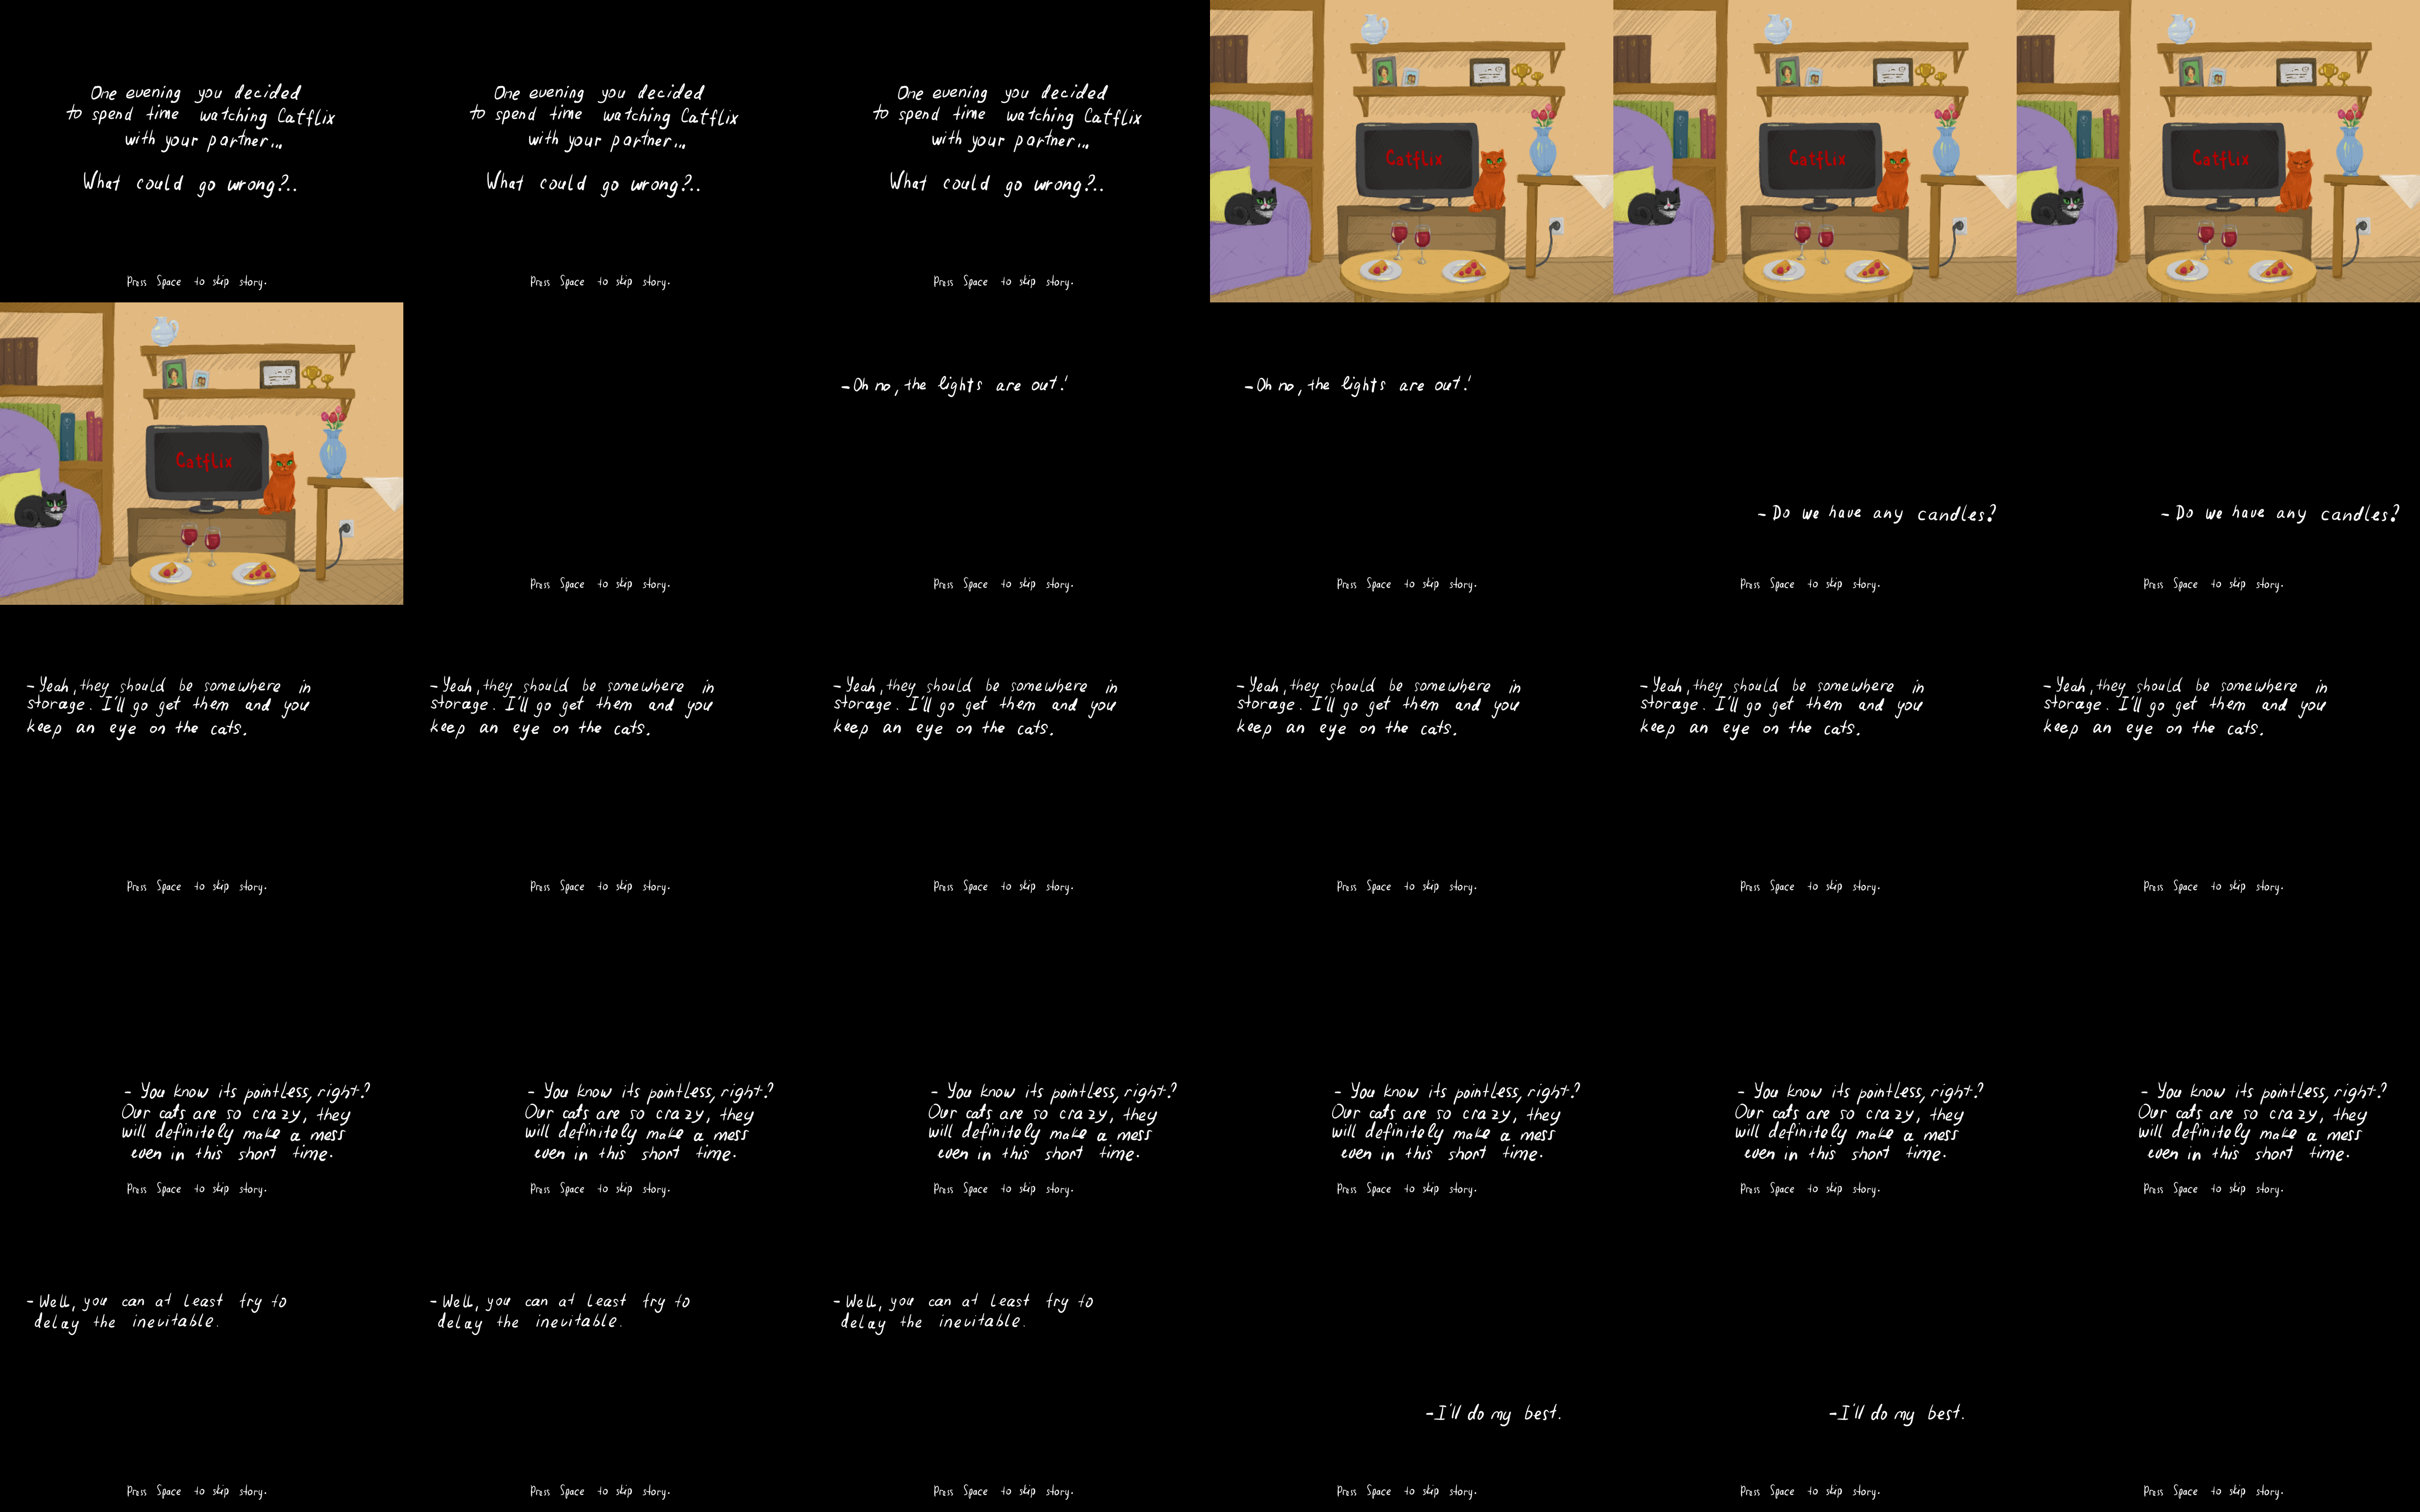 One evening you decided
to spend time watching Catflix
with your partner...
What could go wrong?..
Press Space to skip story.
One evening you decided
to spend time watching Catflix
with your partner...
What could go wrong?..
Press Space to skip story.
One evening you decided
to spend time watching Catflix
with your partner...
What could go wrong?..
Press Space to skip story.
Catflix
Catflix
Catflix
Catflix
Press Space to skip story.
-Oh no, the lights are out!
Press Space to skip story.
-Oh no, the lights are out!
Press Space to skip story.
- Do we have any candles?
Press Space to skip story.
- Do we have any candles?
Press Space to skip story.
- Yeah, they should be somewhere in
storage. I'll go get them and you
keep an eye on the cats.
Press Space to skip story.
- Yeah, they should be somewhere in
storage. I'll go get them and you
keep an eye on the cats.
Press Space to skip story.
- Yeah, they should be somewhere in
storage. I'll go get them and you
keep an eye on the cats.
Press Space to skip story.
- Yeah, they should be somewhere in
storage. I'll go get them and you
keep an eye on the cats.
Press Space to skip story.
- Yeah, they should be somewhere in
storage. I'll go get them and you
keep an eye on the cats.
Press Space to skip story.
- Yeah, they should be somewhere in
storage. I'll go get them and you
keep an eye on the cats.
Press Space to skip story.
- You know its pointless, right?
Our cats are so crazy, they
will definitely make a mess
even in this short time.
Press Space to skip story.
- You know its pointless, right?
Our cats are so crazy, they
will definitely make a mess
even in this short time.
Press Space to skip story.
- You know its pointless, right?
Our cats are so crazy, they
will definitely make a mess
even in this short time.
Press Space to skip story.
- You know its pointless, right?
Our cats are so crazy, they
will definitely make a mess
even in this short time.
Press Space to skip story.
- You know its pointless, right?
Our cats are so crazy, they
will definitely make a mess
even in this short time.
Press Space to skip story.
- You know its pointless, right?
Our cats are so crazy, they
will definitely make a mess
even in this short time.
Press Space to skip story.
- Well, you can at least try to
delay the inevitable.
Press Space to skip story.
- Well, you can at least try to
delay the inevitable.
Press Space to skip story.
- Well, you can at least try to
delay the inevitable.
Press Space to skip story.
-I'll do my best.
Press Space to skip story.
-I'll do my best.
Press Space to skip story.
Press Space to skip story.